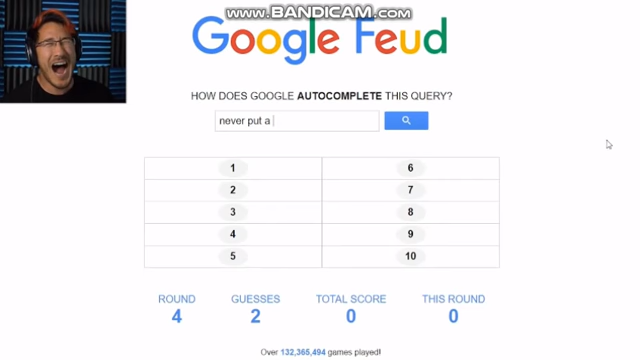 www.BANDICAM.com
Google Feud
HOW DOES GOOGLE AUTOCOMPLETE THIS QUERY?
never put a
1 6
2 7
3 8
4 9
5 10
ROUND GUESSES TOTAL SCORE THIS ROUND
4 2 0 0
Over 132,365,494 games played!